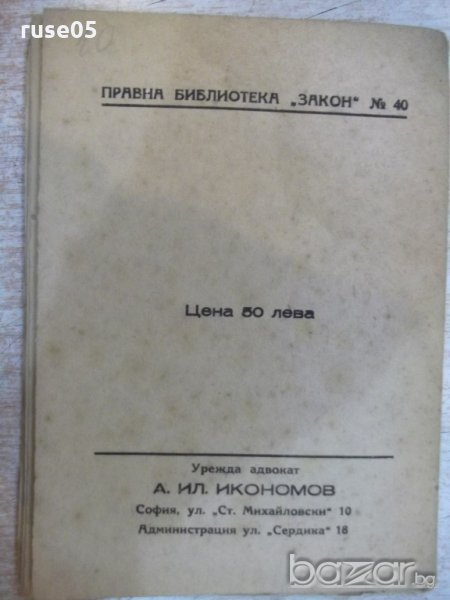 ruse05
ПРАВНА БИБЛИОТЕКА „ЗАКОН“ № 40
Цена 50 лева
Урежда адвокат
А. ИЛ. ИКОНОМОВ
София, ул. „Ст. Михайловски“ 10
Администрация ул. „Сердика“ 18
bazar.bg